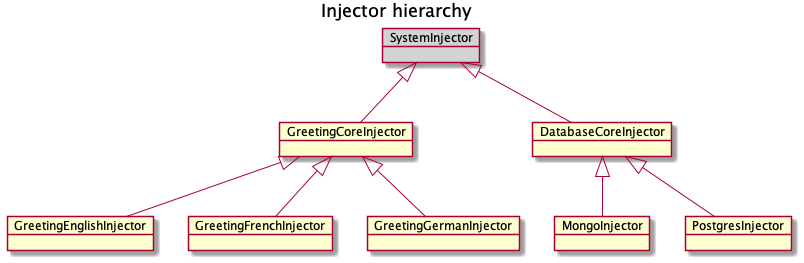 Injector hierarchy
SystemInjector
GreetingCoreInjector
DatabaseCoreInjector
GreetingEnglishInjector
GreetingFrenchInjector
GreetingGermanInjector
MongoInjector
PostgresInjector